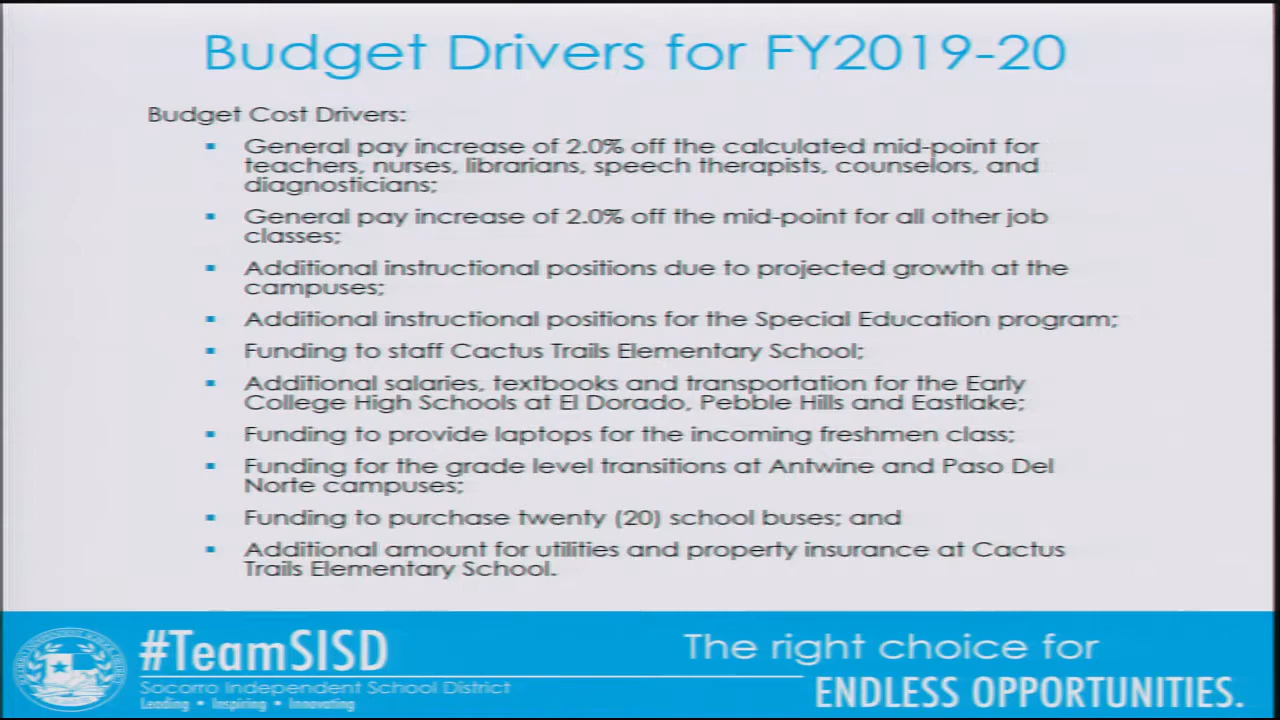 Budget Drivers for FY2019-20
Budget Cost Drivers:
▪ General pay increase of 2.0% off the calculated mid-point for
teachers, nurses, librarians, speech therapists, counselors, and
diagnosticians;
▪ General pay increase of 2.0% off the mid-point for all other job
classes;
▪ Additional instructional positions due to projected growth at the
campuses;
▪ Additional instructional positions for the Special Education program;
▪ Funding to staff Cactus Trails Elementary School;
▪ Additional salaries, textbooks and transportation for the Early
College High Schools at El Dorado, Pebble Hills and Eastlake;
▪ Funding to provide laptops for the incoming freshmen class;
▪ Funding for the grade level transitions at Antwine and Paso Del
Norte campuses;
▪ Funding to purchase twenty (20) school buses; and
▪ Additional amount for utilities and property insurance at Cactus
Trails Elementary School.
#TeamSISD
Socorro Independent School District
Leading • Inspiring • Innovating
The right choice for
ENDLESS OPPORTUNITIES.